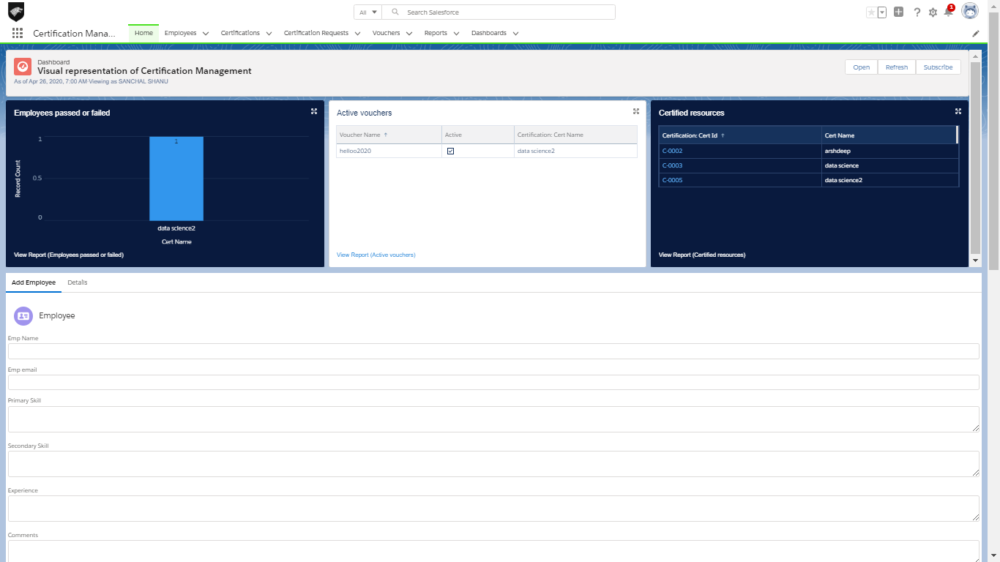 All
Search Salesforce
1
Certification Mana...
Home
Employees
Certifications
Certification Requests
Vouchers
Reports
Dashboards
Dashboard
Visual representation of Certification Management
As of Apr 26, 2020, 7:00 AM·Viewing as SANCHAL SHANU
Open
Refresh
Subscribe
Employees passed or failed
Record Count
1
0.5
0
1
data science2
Cert Name
View Report (Employees passed or failed)
Active vouchers
Voucher Name ↑ Active Certification: Cert Name
helloo2020 data science2
View Report (Active vouchers)
Certified resources
Certification: Cert Id ↑ Cert Name
C-0002 arshdeep
C-0003 data science
C-0005 data science2
View Report (Certified resources)
Add Employee
Details
Employee
Emp Name
Emp email
Primary Skill
Secondary Skill
Experience
Comments